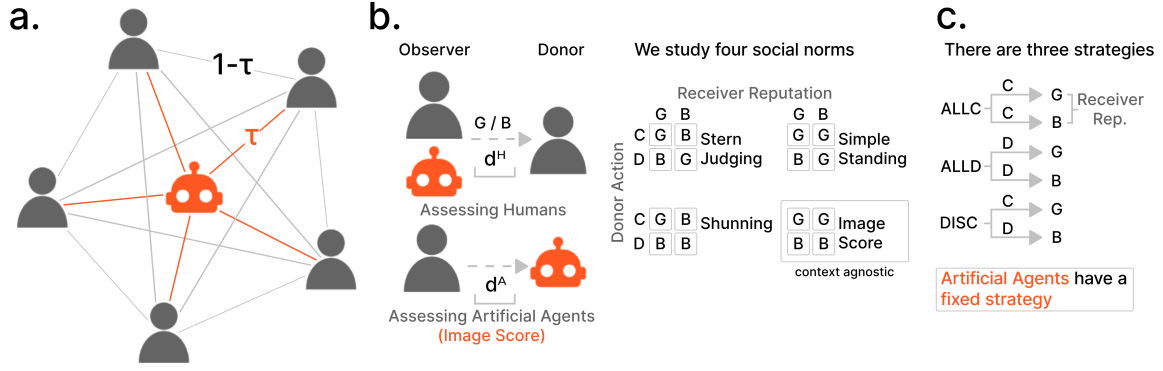 a.
1-τ
τ
b.
Observer
Donor
G / B
dᴴ
Assessing Humans
dᴬ
Assessing Artificial Agents
(Image Score)
We study four social norms
Receiver Reputation
Donor Action
G B
C G B
D B G
Stern
Judging
G B
G G
B G
Simple
Standing
C G B
D B B
Shunning
G G
B B
Image
Score
context agnostic
c.
There are three strategies
ALLC
C G
C B
Receiver
Rep.
ALLD
D G
D B
DISC
C G
D B
Artificial Agents have a
fixed strategy